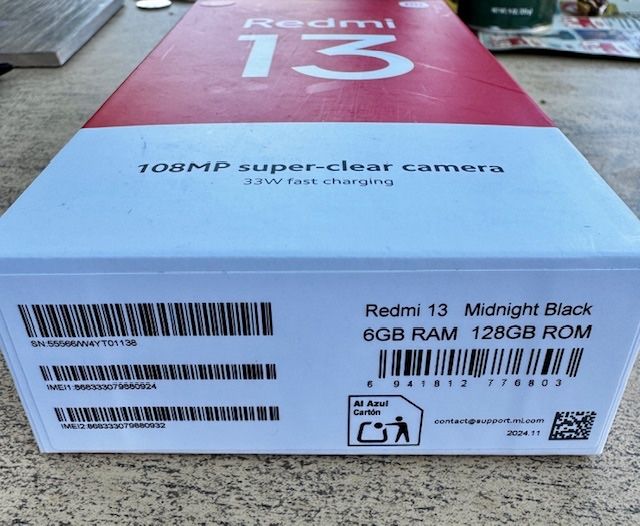 Redmi
13
108MP super-clear camera
33W fast charging
SN:55566/W4YT01138
IMEI1:868333079880924
IMEI2:868333079880932
Redmi 13 Midnight Black
6GB RAM 128GB ROM
6 941812 776803
Al Azul
Cartón
contact@support.mi.com
2024.11